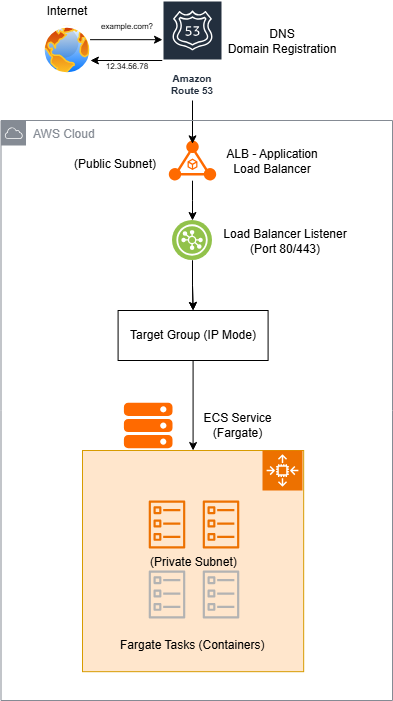 Internet
example.com?
12.34.56.78
53
DNS
Domain Registration
Amazon
Route 53
AWS Cloud
(Public Subnet)
ALB - Application
Load Balancer
Load Balancer Listener
(Port 80/443)
Target Group (IP Mode)
ECS Service
(Fargate)
(Private Subnet)
Fargate Tasks (Containers)